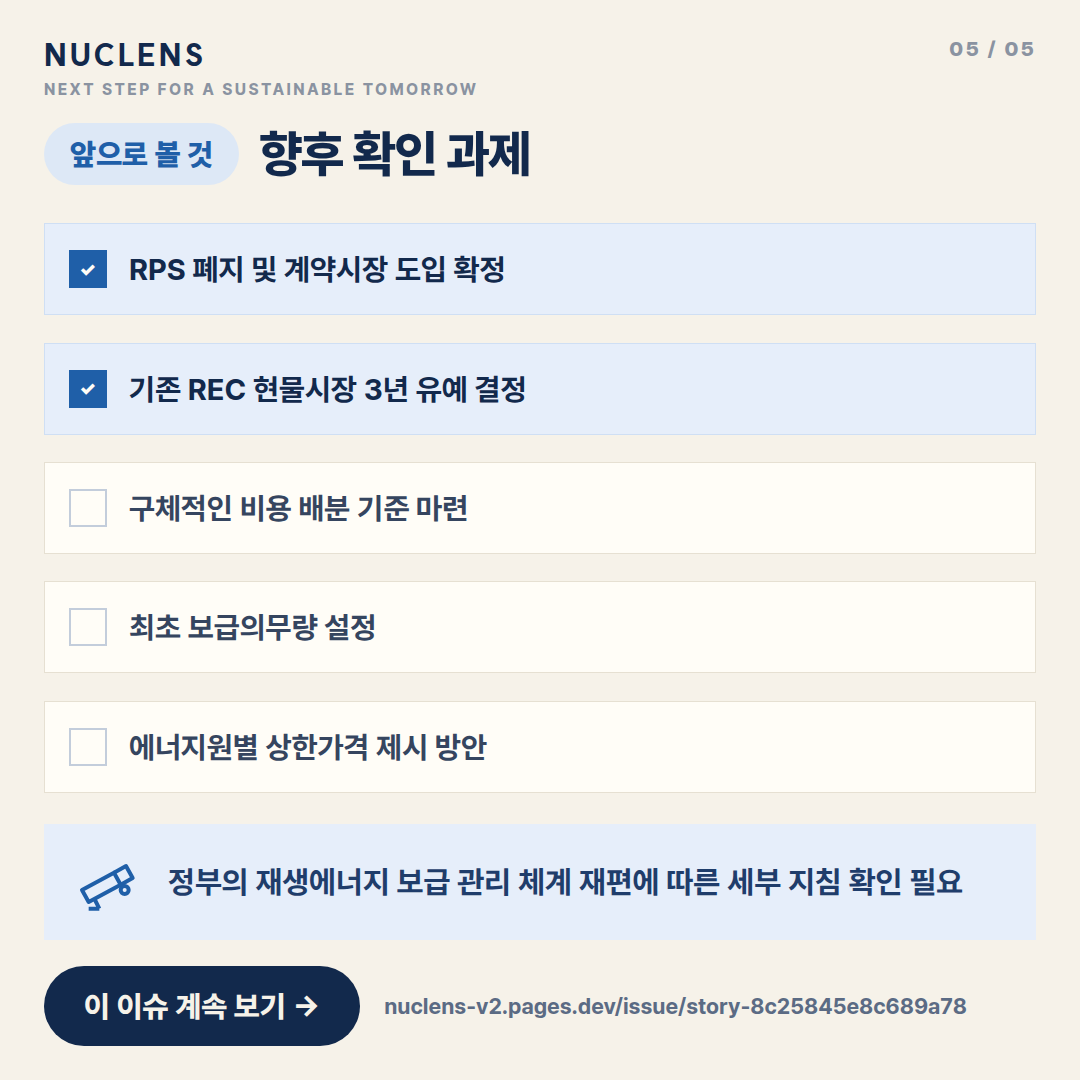 NUCLENS
05 / 05
NEXT STEP FOR A SUSTAINABLE TOMORROW
앞으로 볼 것
향후 확인 과제
RPS 폐지 및 계약시장 도입 확정
기존 REC 현물시장 3년 유예 결정
구체적인 비용 배분 기준 마련
최초 보급의무량 설정
에너지원별 상한가격 제시 방안
정부의 재생에너지 보급 관리 체계 재편에 따른 세부 지침 확인 필요
이 이슈 계속 보기 →
nuclens-v2.pages.dev/issue/story-8c25845e8c689a78